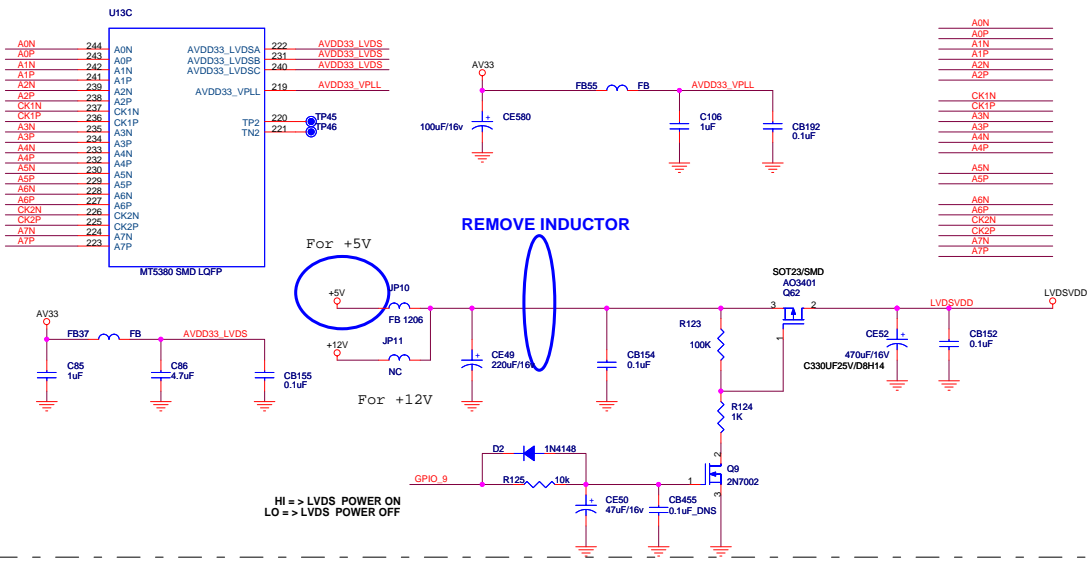 U13C
A0N 244 A0N AVDD33_LVDSA 222 AVDD33_LVDS
A0P 243 A0P AVDD33_LVDSB 231 AVDD33_LVDS
A1N 242 A1N AVDD33_LVDSC 240 AVDD33_LVDS
A1P 241 A1P
A2N 239 A2N AVDD33_VPLL 219 AVDD33_VPLL
A2P 238 A2P
CK1N 237 CK1N
CK1P 236 CK1P TP2 220 TP45
A3N 235 A3N TN2 221 TP46
A3P 234 A3P
A4N 233 A4N
A4P 232 A4P
A5N 230 A5N
A5P 229 A5P
A6N 228 A6N
A6P 227 A6P
CK2N 226 CK2N
CK2P 225 CK2P
A7N 224 A7N
A7P 223 A7P
MT5380 SMD LQFP
AV33
FB55 FB AVDD33_VPLL
CE580
100uF/16v
+
C106
1uF
CB192
0.1uF
A0N
A0P
A1N
A1P
A2N
A2P
CK1N
CK1P
A3N
A3P
A4N
A4P
A5N
A5P
A6N
A6P
CK2N
CK2P
A7N
A7P
REMOVE INDUCTOR
For +5V
+5V
JP10
FB 1206
+12V
JP11
NC
For +12V
CE49
220uF/16v
+
CB154
0.1uF
R123
100K
SOT23/SMD
AO3401
Q62
3 2
1
LVDSVDD
LVDSVDD
CE52
470uF/16V
C330UF25V/D8H14
+
CB152
0.1uF
AV33
FB37 FB AVDD33_LVDS
C85
1uF
C86
4.7uF
CB155
0.1uF
R124
1K
D2 1N4148
GPIO_9 R125 10k
HI = > LVDS POWER ON
LO = > LVDS POWER OFF
CE50
47uF/16v
+
CB455
0.1uF_DNS
2
1
3
Q9
2N7002